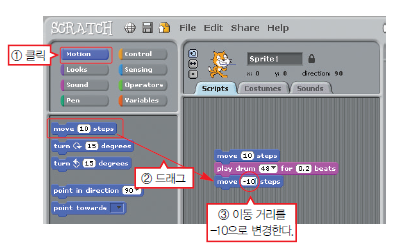 SCRATCH File Edit Share Help
① 클릭
Motion Control
Looks Sensing
Sound Operators
Pen Variables
Sprite1
x: 0 y: 0 direction: 90
Scripts Costumes Sounds
move 10 steps
turn 15 degrees
turn 15 degrees
point in direction 90
point towards
② 드래그
move 10 steps
play drum 48 for 0.2 beats
move -10 steps
③ 이동 거리를
-10으로 변경한다.